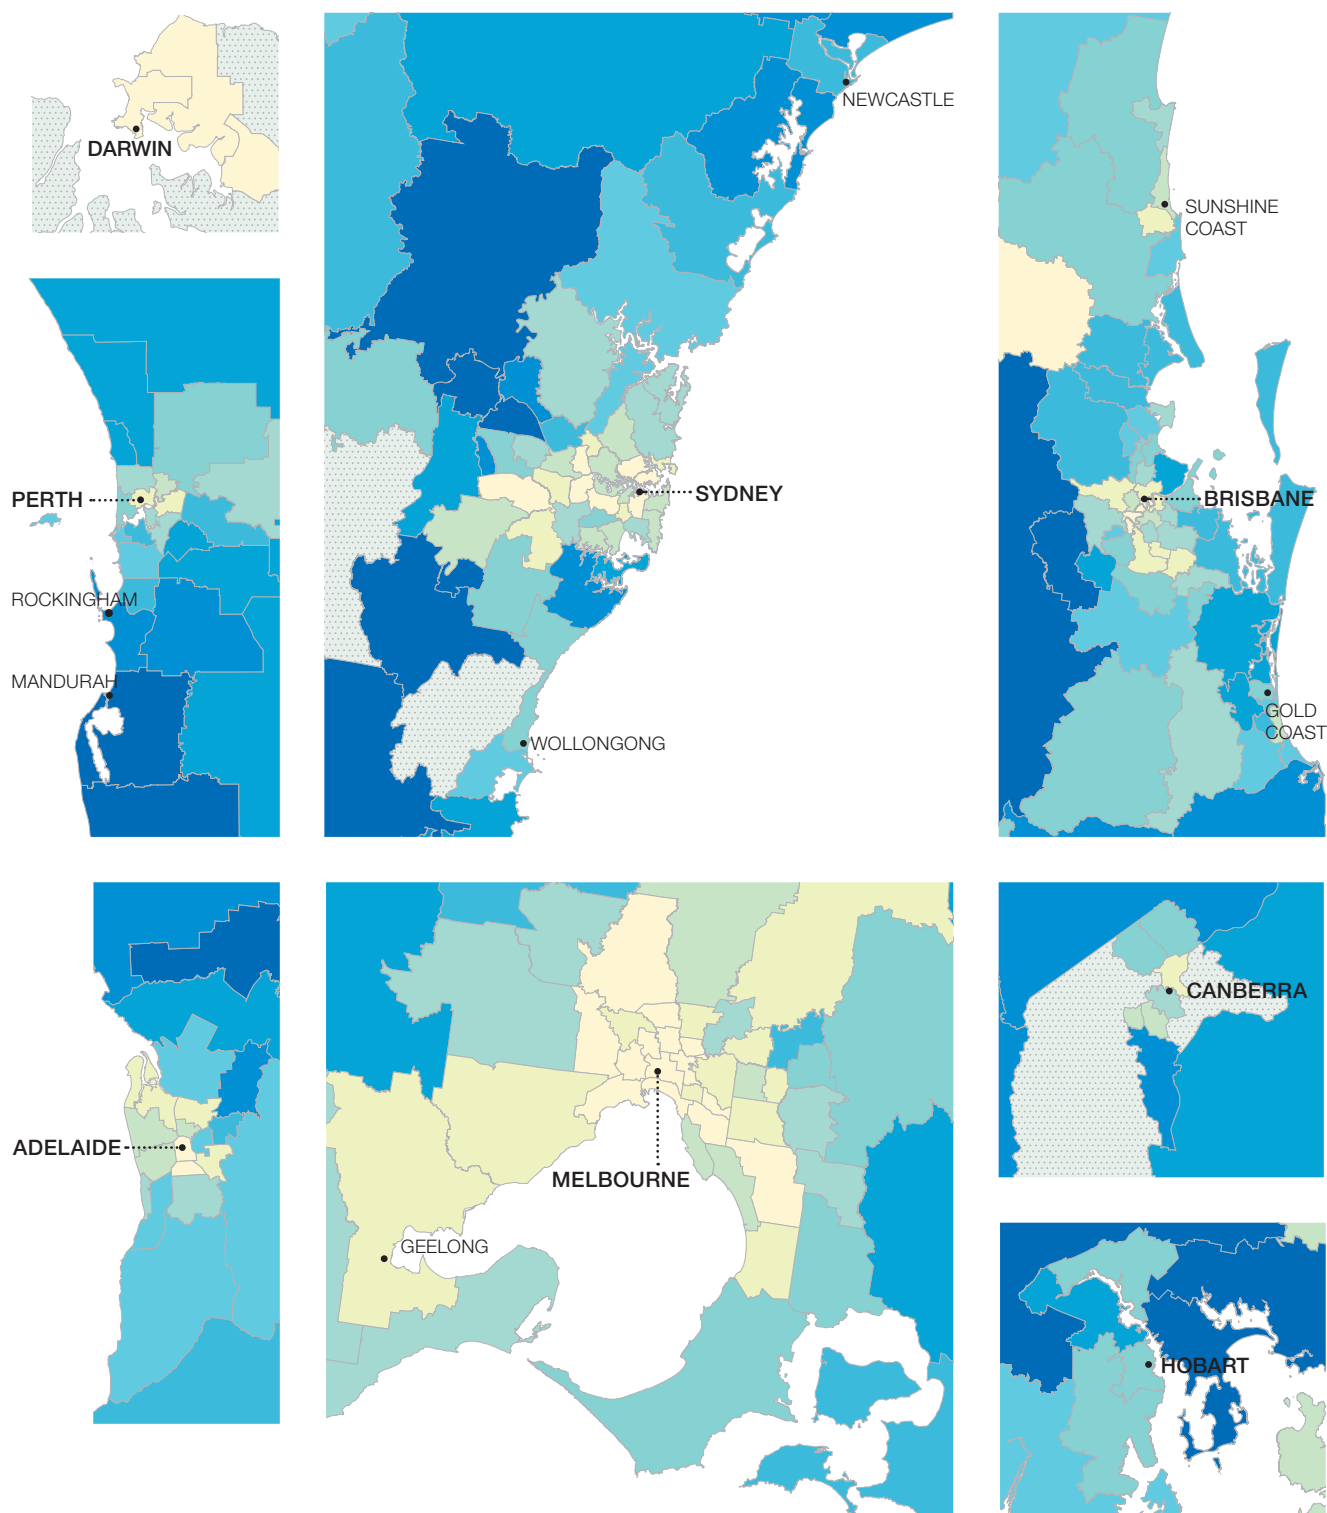 DARWIN
NEWCASTLE
SUNSHINE
COAST
PERTH
SYDNEY
BRISBANE
ROCKINGHAM
MANDURAH
GOLD
COAST
WOLLONGONG
CANBERRA
ADELAIDE
MELBOURNE
GEELONG
HOBART